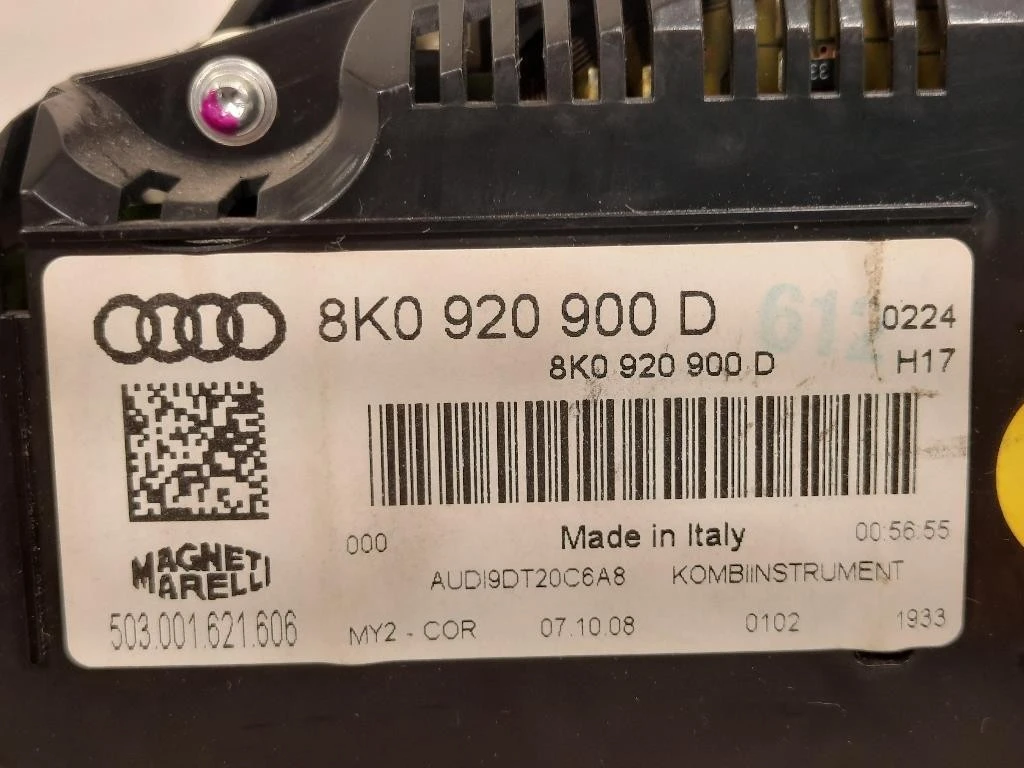 33
8K0 920 900 D 612 0224
8K0 920 900 D H17
000 Made in Italy 00:56:55
MAGNETI
MARELLI
AUDI9DT20C6A8 KOMBIINSTRUMENT
503.001.621.606
MY2 - COR 07.10.08 0102 1933